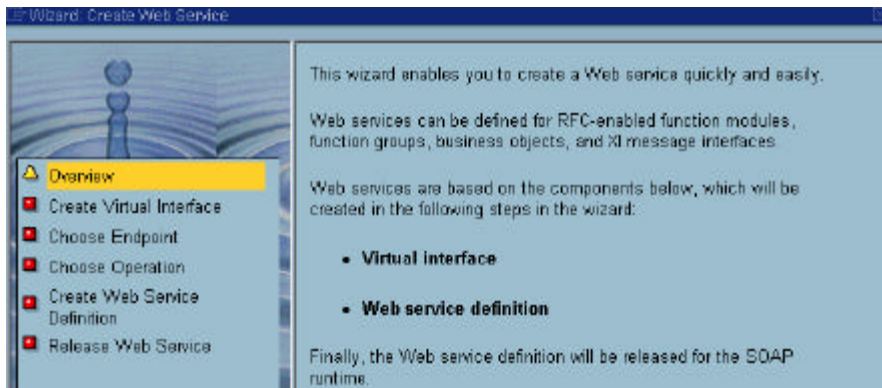 Wizard: Create Web Service
Overview
Create Virtual Interface
Choose Endpoint
Choose Operation
Create Web Service
Definition
Release Web Service
This wizard enables you to create a Web service quickly and easily.
Web services can be defined for RFC-enabled function modules,
function groups, business objects, and XI message interfaces.
Web services are based on the components below, which will be
created in the following steps in the wizard:
• Virtual interface
• Web service definition
Finally, the Web service definition will be released for the SOAP
runtime.